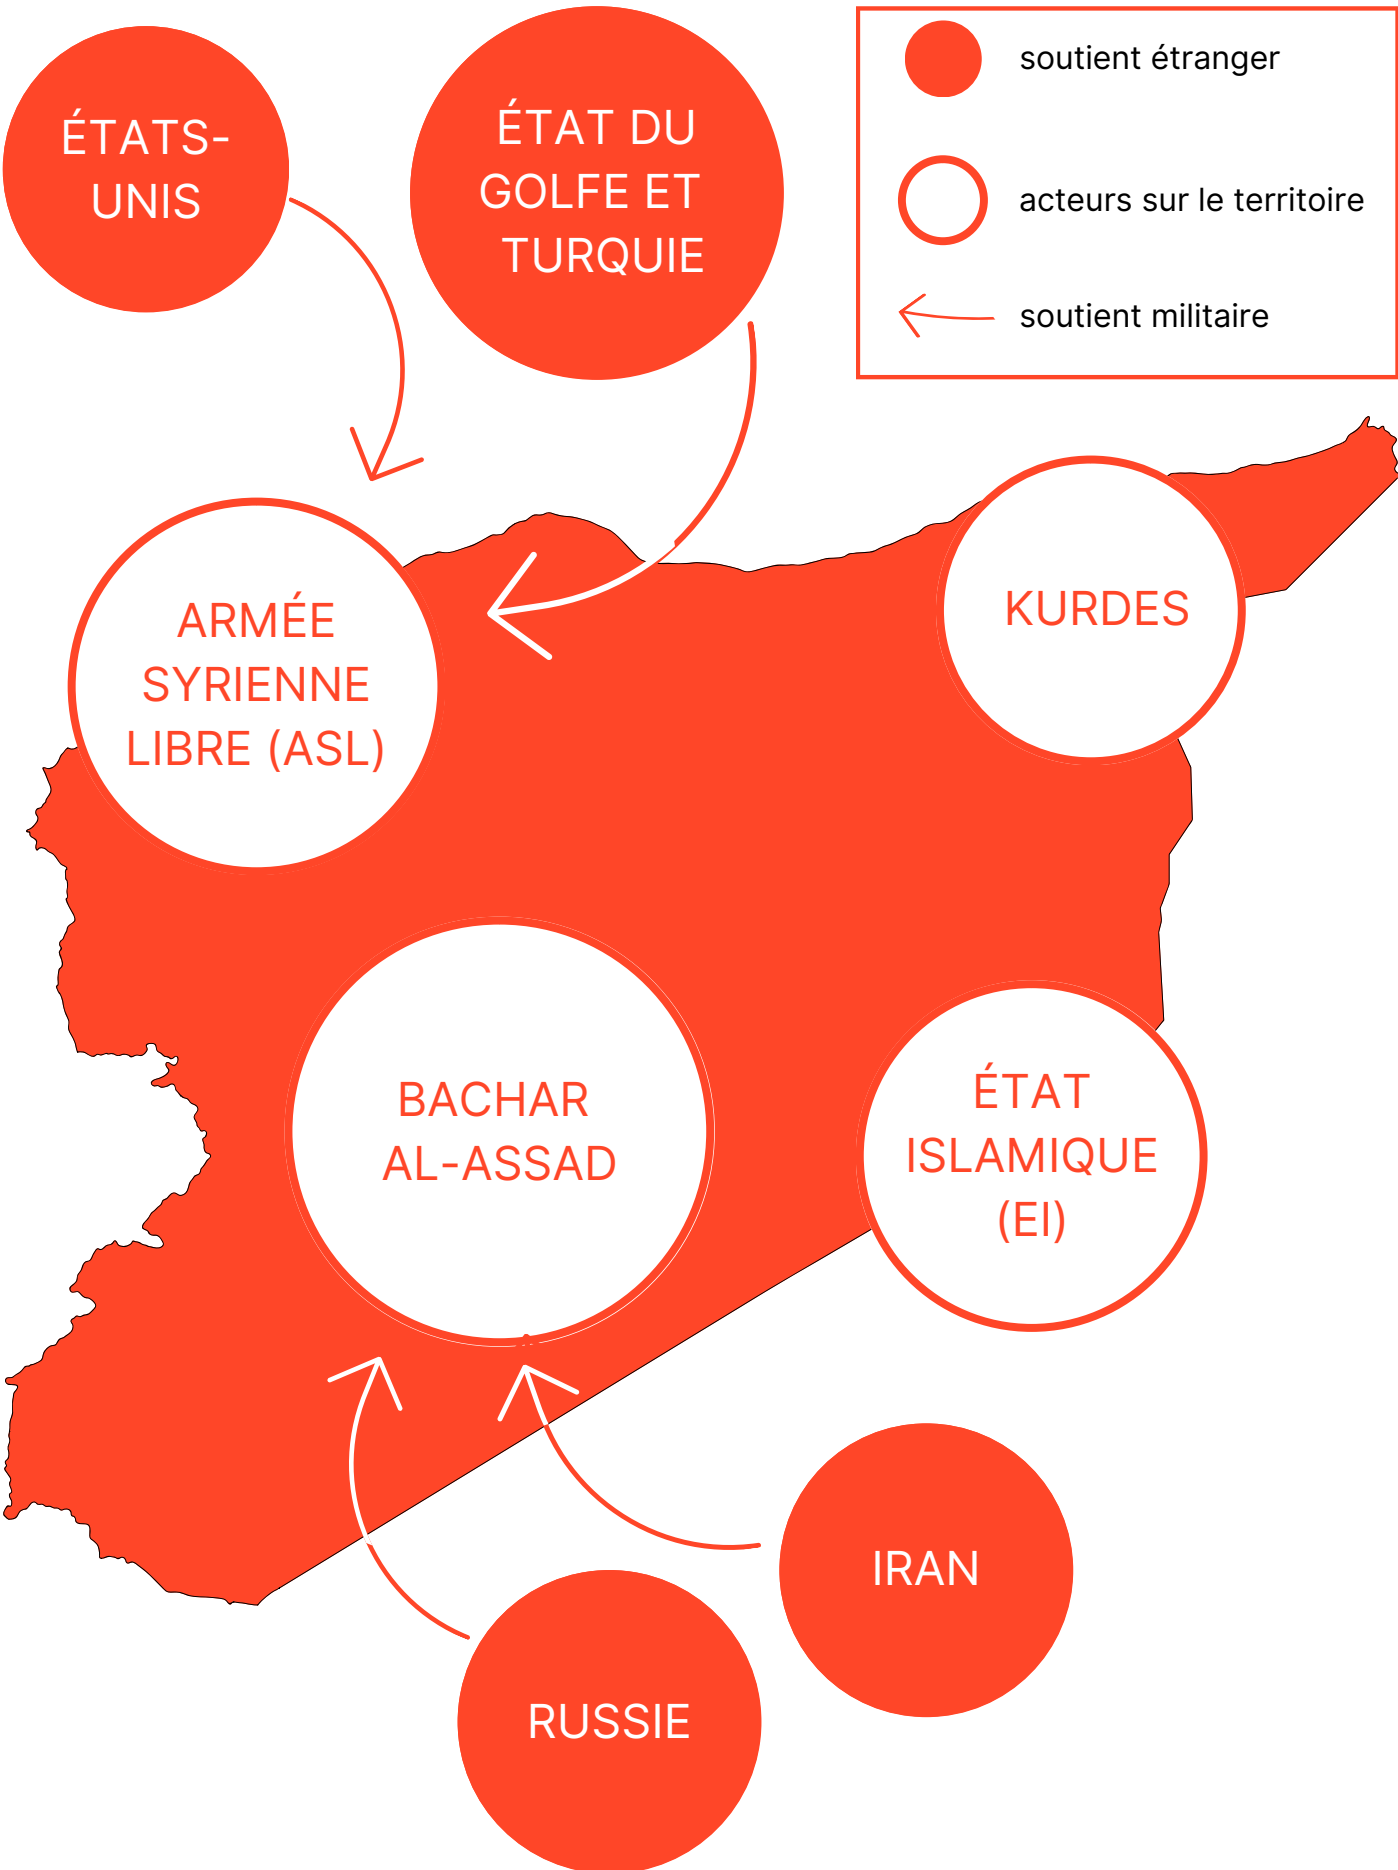 ÉTATS-
UNIS
ÉTAT DU
GOLFE ET
TURQUIE
soutient étranger
acteurs sur le territoire
soutient militaire
ARMÉE
SYRIENNE
LIBRE (ASL)
KURDES
BACHAR
AL-ASSAD
ÉTAT
ISLAMIQUE
(EI)
IRAN
RUSSIE